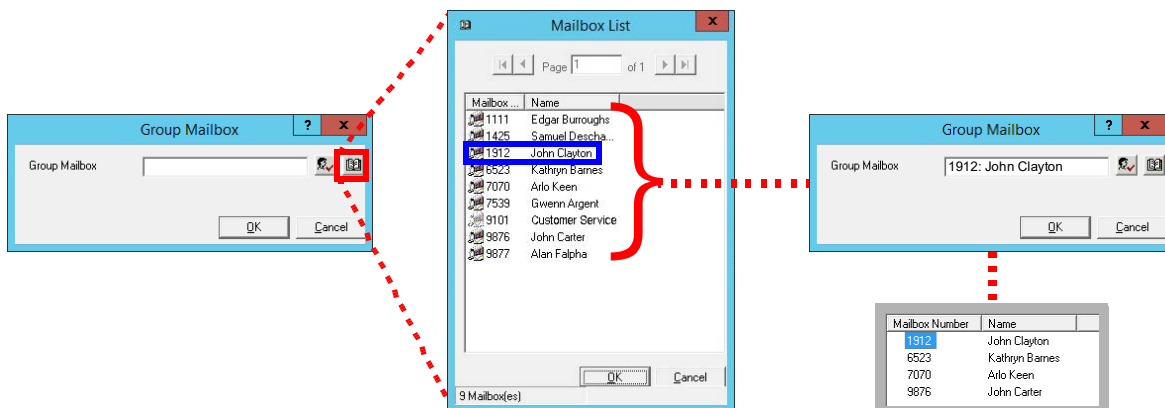 Group Mailbox ? x
Group Mailbox
OK Cancel
Mailbox List x
Page 1 of 1
Mailbox ... Name
1111 Edgar Burroughs
1425 Samuel Descha...
1912 John Clayton
6523 Kathryn Barnes
7070 Arlo Keen
7539 Gwenn Argent
9101 Customer Service
9876 John Carter
9877 Alan Falpha
OK Cancel
9 Mailbox(es)
Group Mailbox ? x
Group Mailbox 1912: John Clayton
OK Cancel
Mailbox Number Name
1912 John Clayton
6523 Kathryn Barnes
7070 Arlo Keen
9876 John Carter